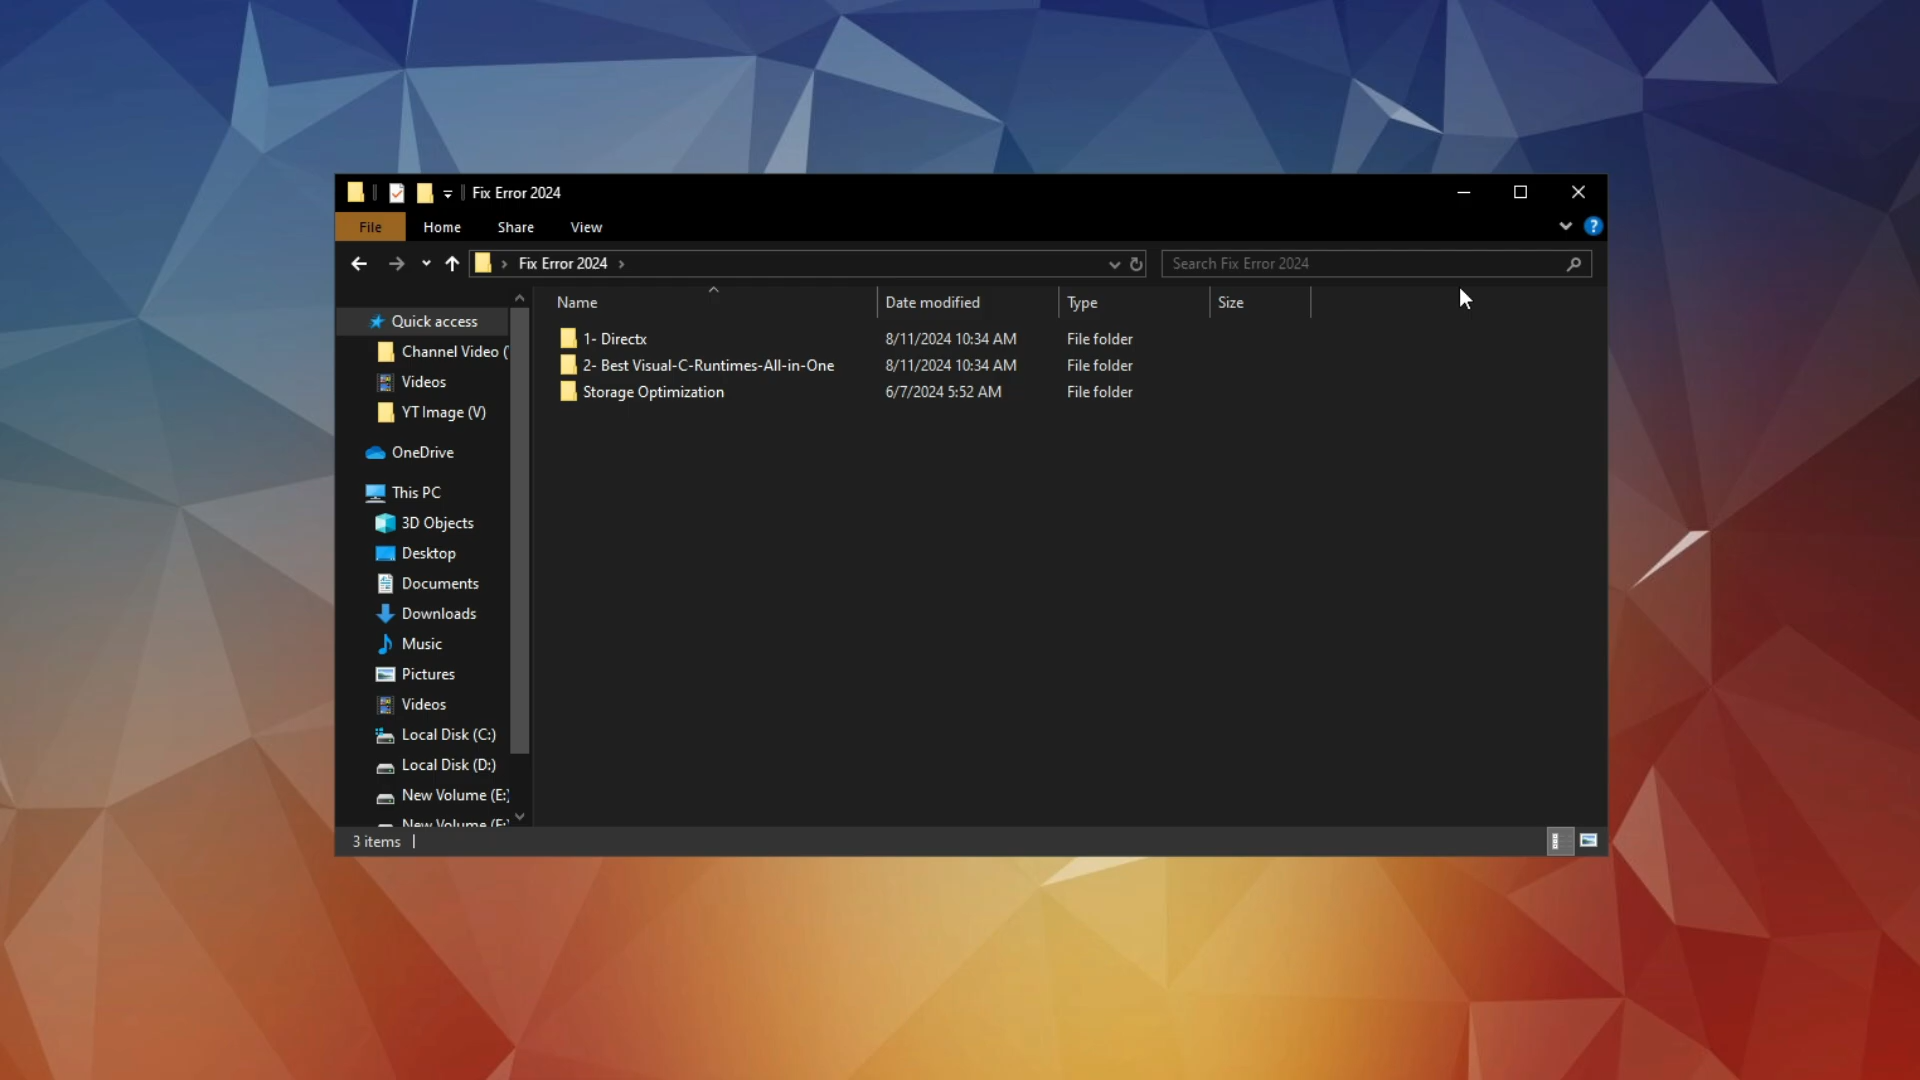 Fix Error 2024
File Home Share View
Fix Error 2024
Search Fix Error 2024
Name Date modified Type Size
Quick access
Channel Video (
Videos
YT Image (V)
OneDrive
This PC
3D Objects
Desktop
Documents
Downloads
Music
Pictures
Videos
Local Disk (C:)
Local Disk (D:)
New Volume (E:)
New Volume (F:)
1- Directx 8/11/2024 10:34 AM File folder
2- Best Visual-C-Runtimes-All-in-One 8/11/2024 10:34 AM File folder
Storage Optimization 6/7/2024 5:52 AM File folder
3 items